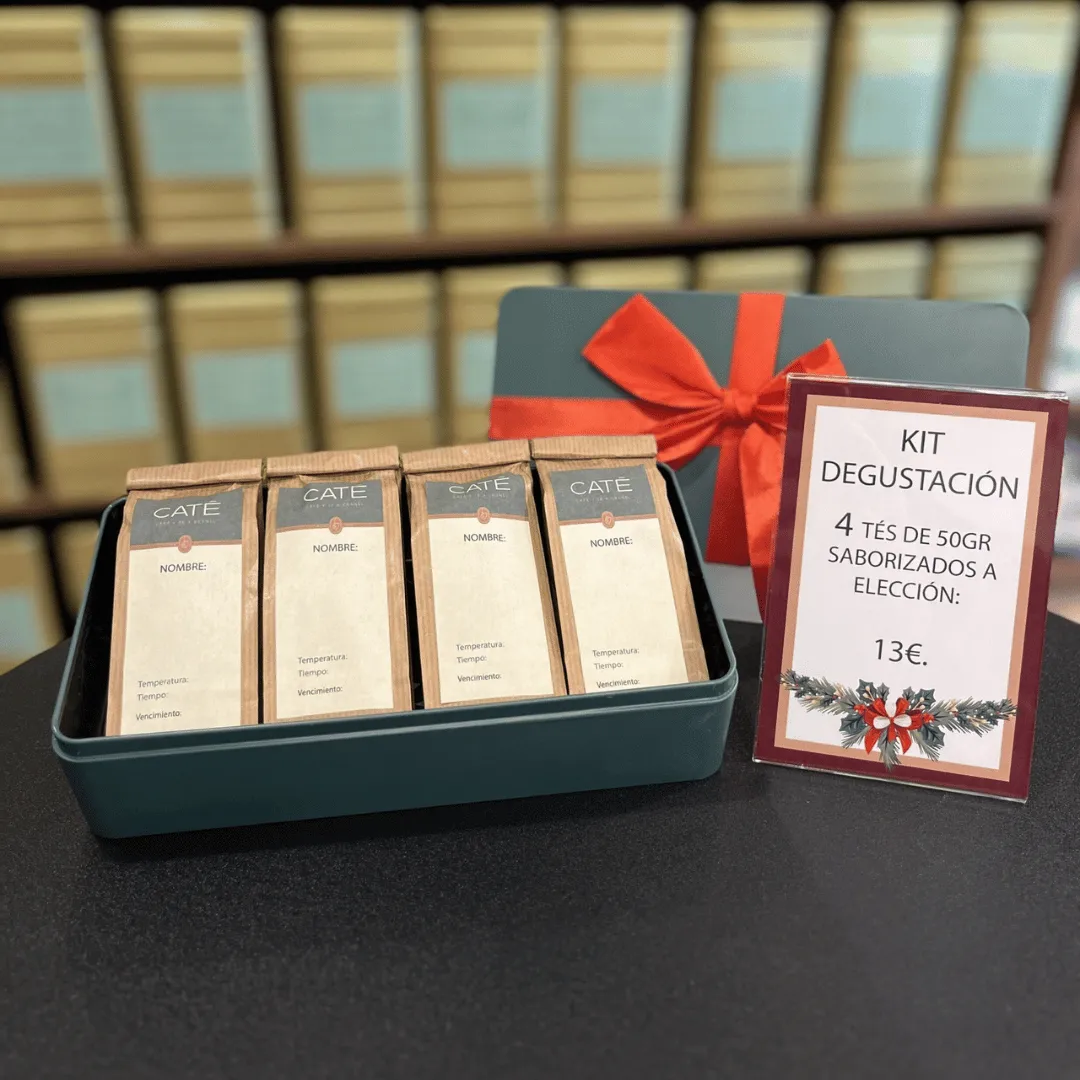 CATÉ
NOMBRE:
Temperatura:
Tiempo:
Vencimiento:
CATÉ
NOMBRE:
Temperatura:
Tiempo:
Vencimiento:
CATÉ
NOMBRE:
Temperatura:
Tiempo:
Vencimiento:
CATÉ
NOMBRE:
Temperatura:
Tiempo:
Vencimiento:
KIT
DEGUSTACIÓN
4 TÉS DE 50GR
SABORIZADOS A
ELECCIÓN:
13€.